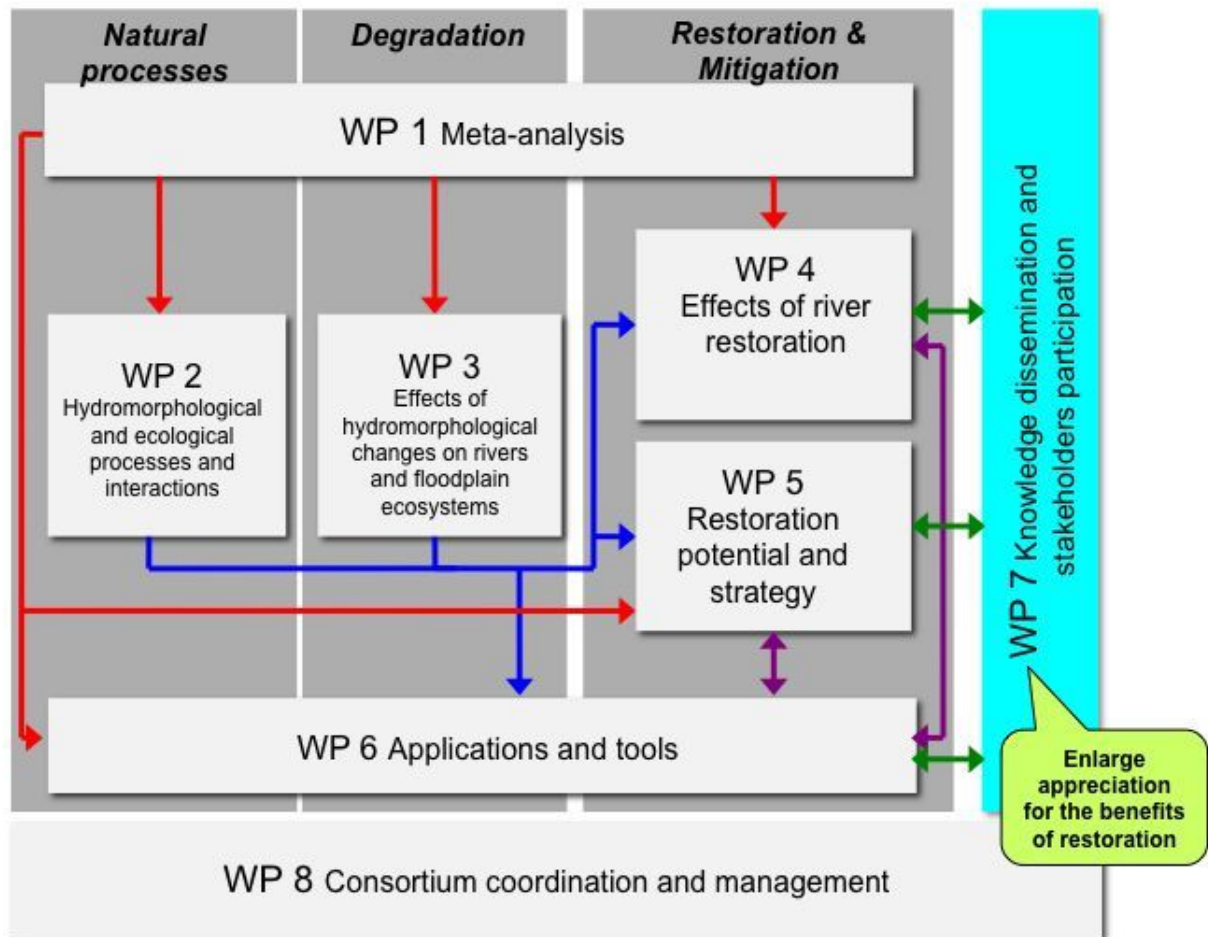 Natural
processes
Degradation
Restoration &
Mitigation
WP 1 Meta-analysis
WP 2
Hydromorphological
and ecological
processes and
interactions
WP 3
Effects of
hydromorphological
changes on rivers
and floodplain
ecosystems
WP 4
Effects of river
restoration
WP 5
Restoration
potential and
strategy
WP 6 Applications and tools
WP 7 Knowledge dissemination and
stakeholders participation
Enlarge
appreciation
for the benefits
of restoration
WP 8 Consortium coordination and management